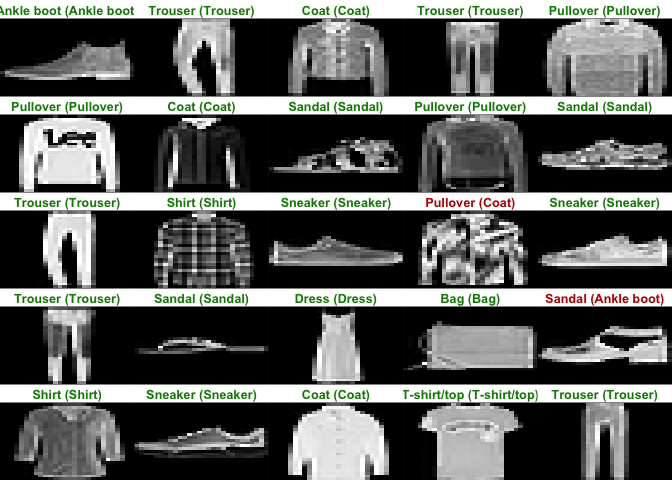 Ankle boot (Ankle boot Trouser (Trouser) Coat (Coat) Trouser (Trouser) Pullover (Pullover)
Pullover (Pullover) Coat (Coat) Sandal (Sandal) Pullover (Pullover) Sandal (Sandal)
Lee
Trouser (Trouser) Shirt (Shirt) Sneaker (Sneaker) Pullover (Coat) Sneaker (Sneaker)
Trouser (Trouser) Sandal (Sandal) Dress (Dress) Bag (Bag) Sandal (Ankle boot)
Shirt (Shirt) Sneaker (Sneaker) Coat (Coat) T-shirt/top (T-shirt/top) Trouser (Trouser)